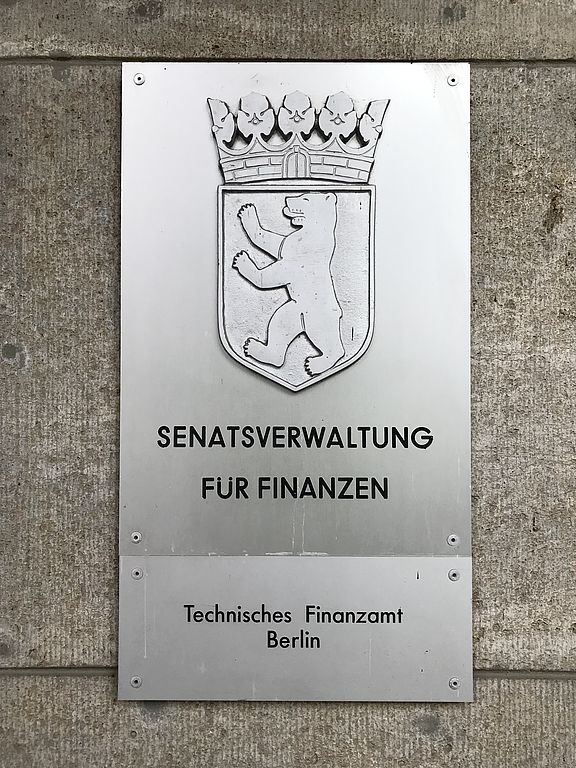 SENATSVERWALTUNG
FÜR FINANZEN
Technisches Finanzamt
Berlin